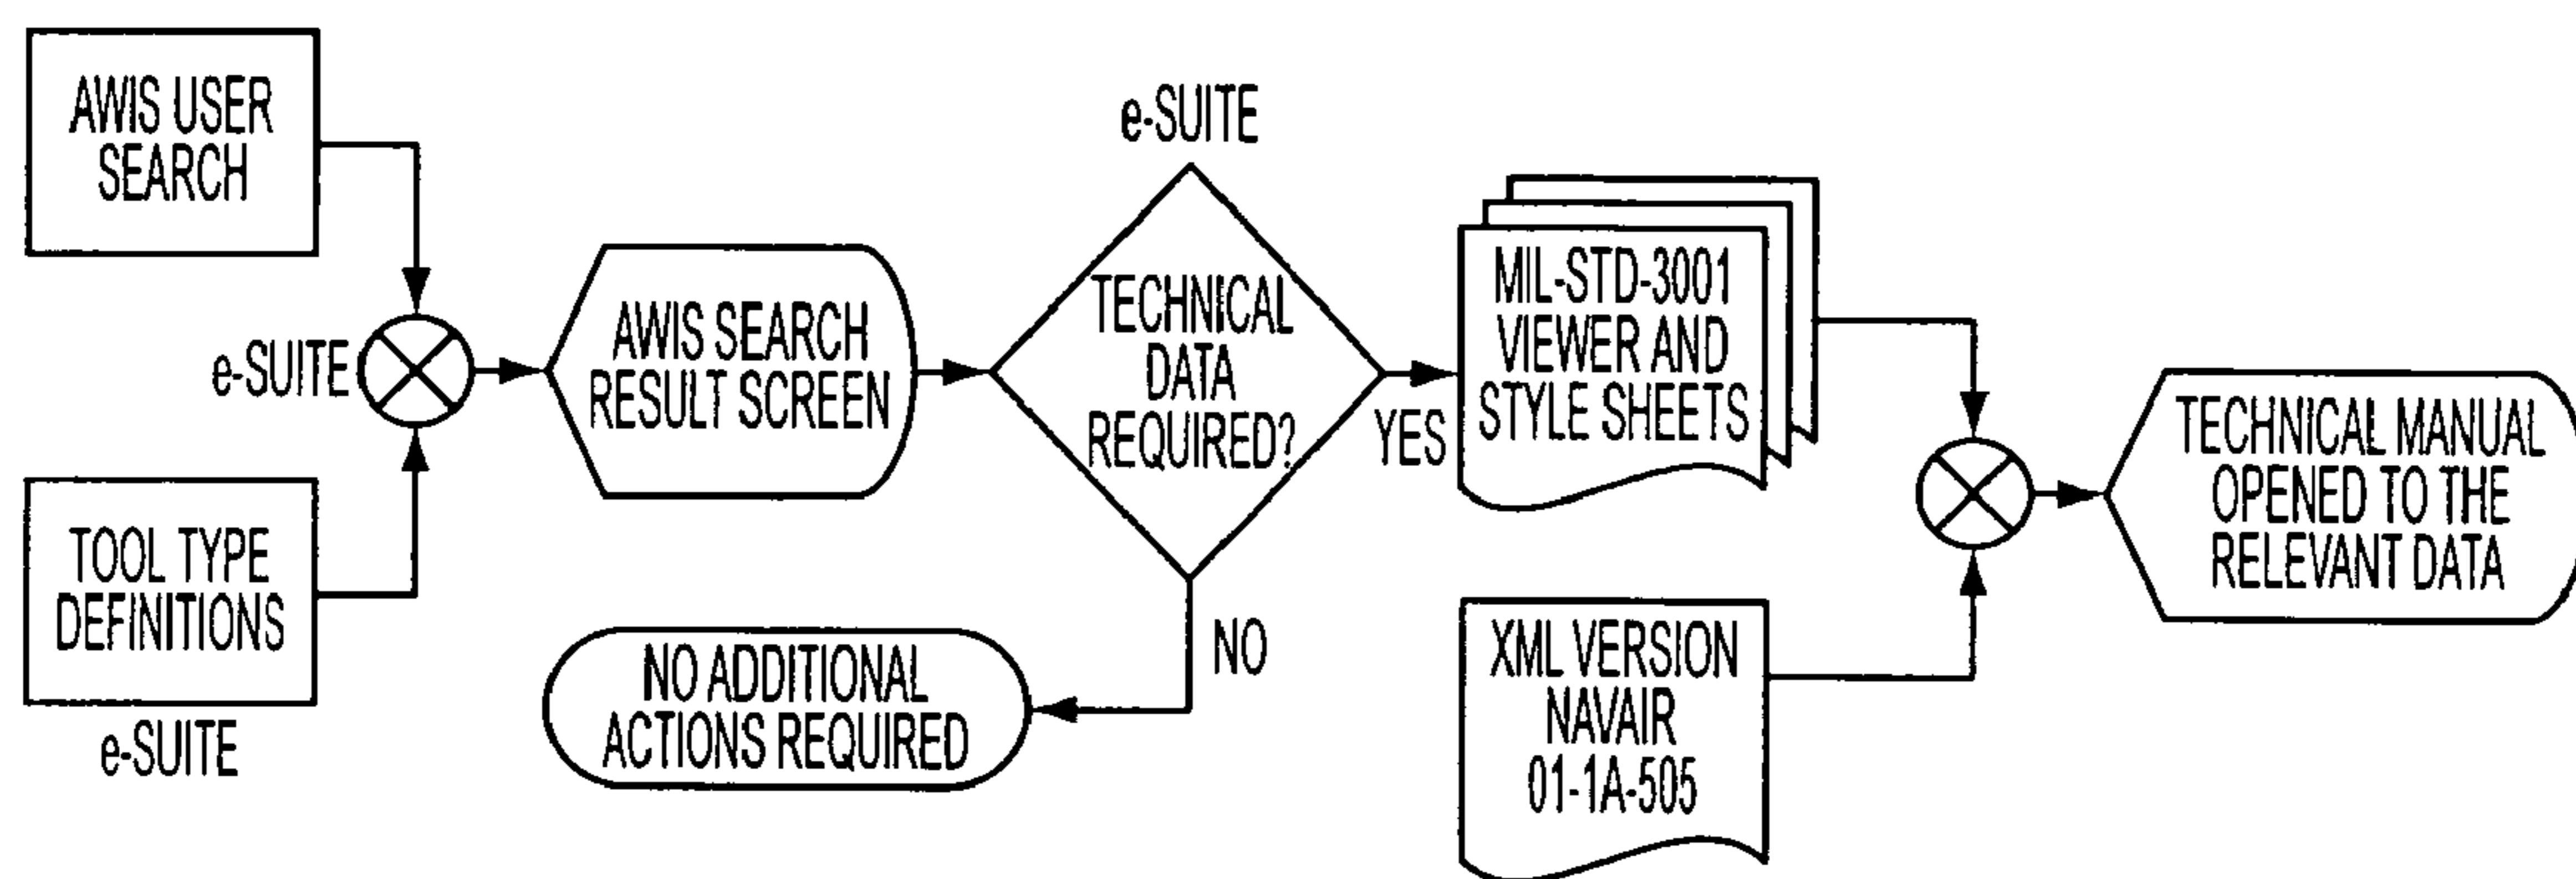 AWIS USER
SEARCH
e-SUITE
TOOL TYPE
DEFINITIONS
e-SUITE
AWIS SEARCH
RESULT SCREEN
e-SUITE
TECHNICAL
DATA
REQUIRED?
YES
NO
NO ADDITIONAL
ACTIONS REQUIRED
MIL-STD-3001
VIEWER AND
STYLE SHEETS
XML VERSION
NAVAIR
01-1A-505
TECHNICAL MANUAL
OPENED TO THE
RELEVANT DATA